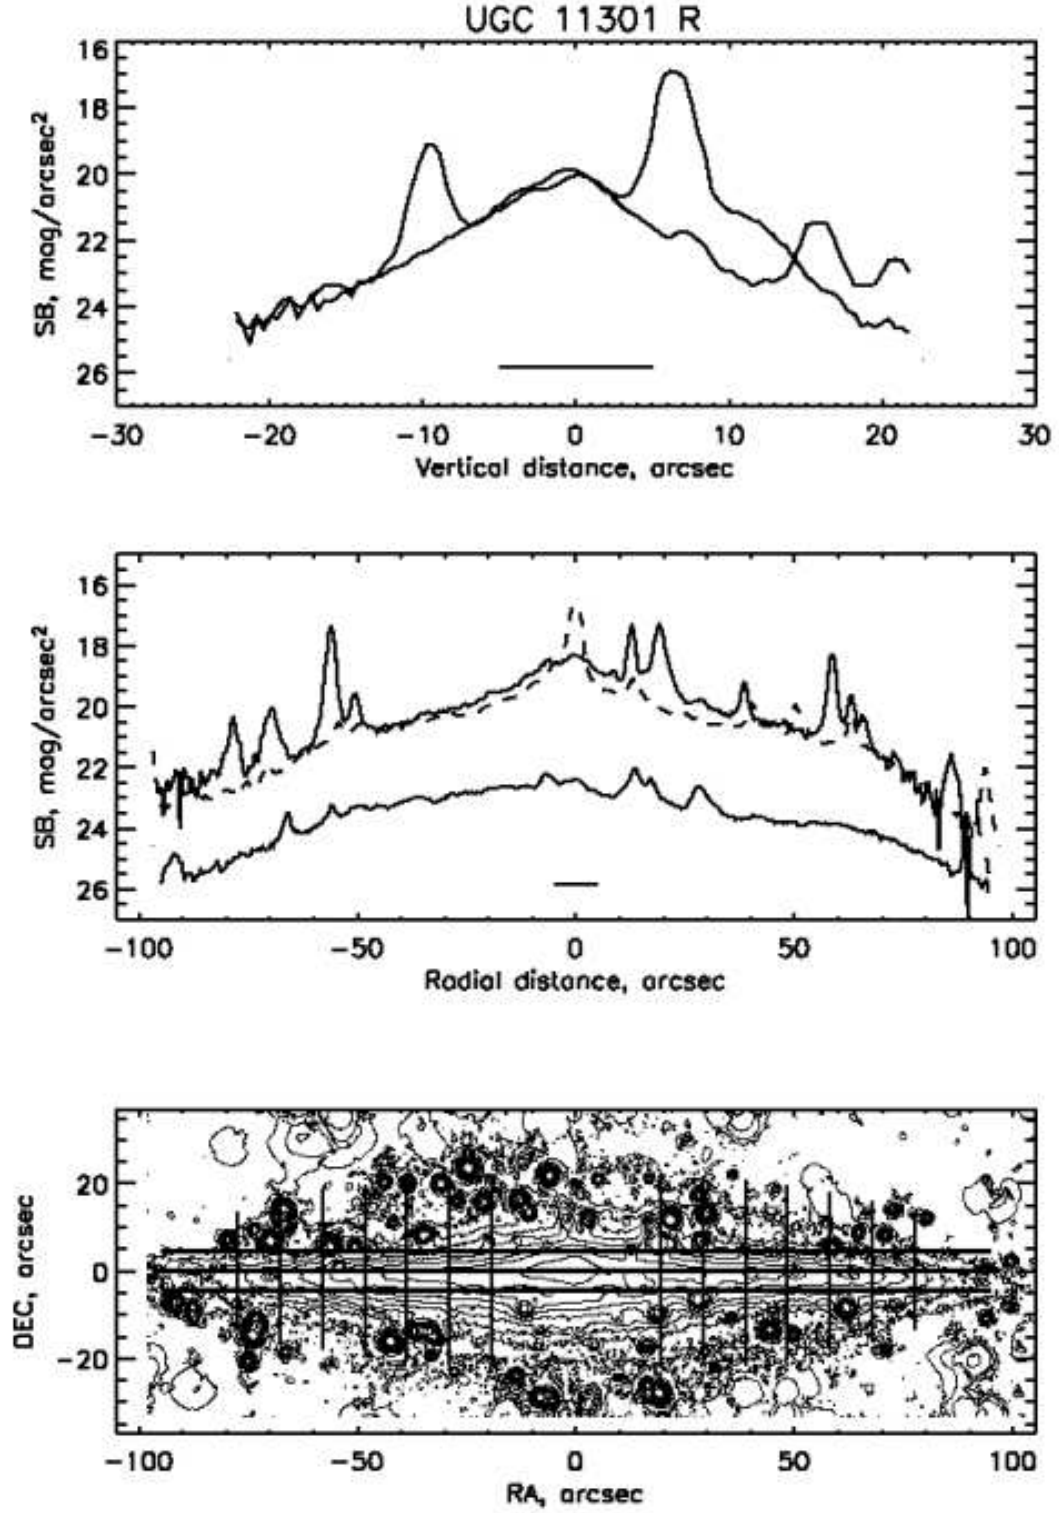 UGC 11301 R
16
18
20
22
24
26
SB, mag/arcsec²
-30 -20 -10 0 10 20 30
Vertical distance, arcsec
16
18
20
22
24
26
SB, mag/arcsec²
-100 -50 0 50 100
Radial distance, arcsec
20
0
-20
DEC, arcsec
-100 -50 0 50 100
RA, arcsec